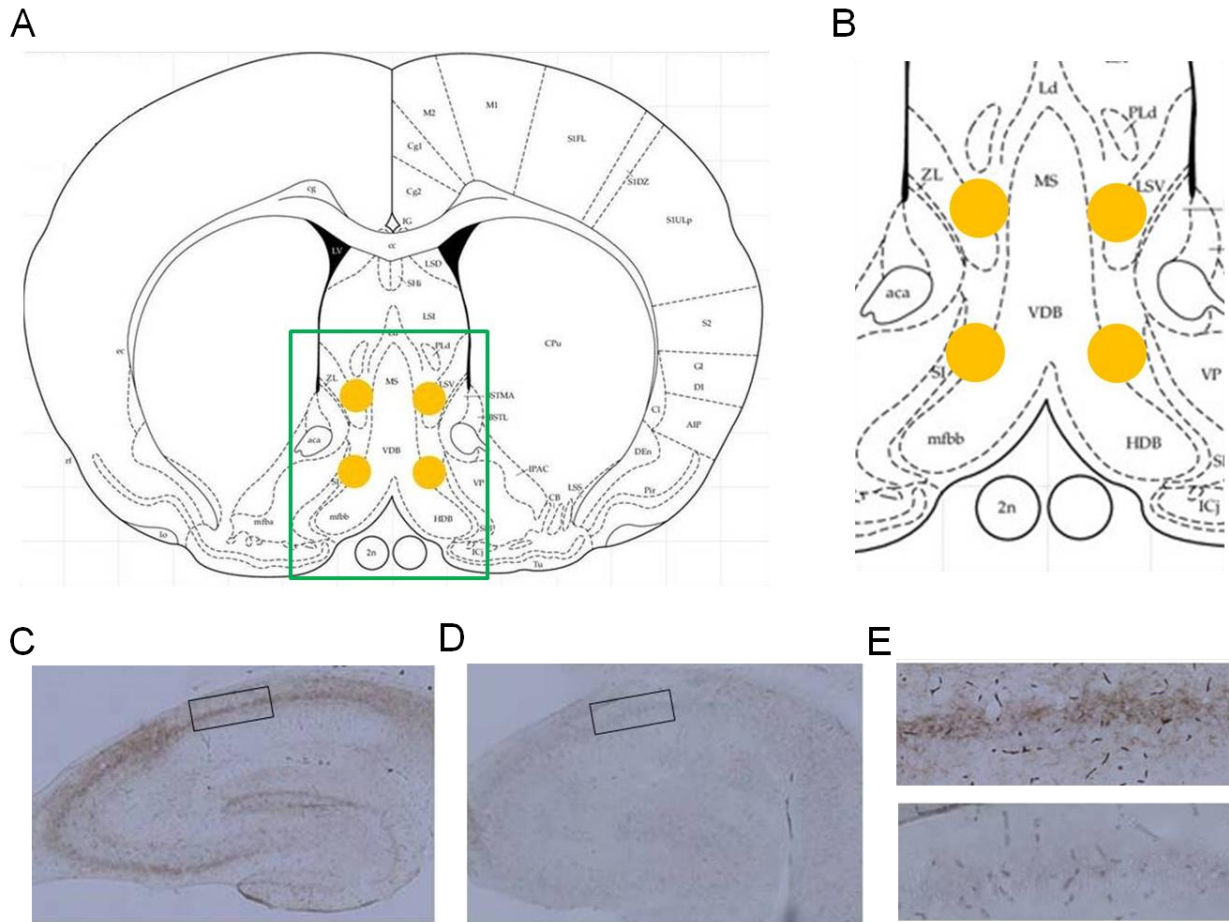 A
B
M2
M1
S1FL
Cg1
S1DZ
Cg2
cg
S1ULp
IG
cc
LV
LSD
SHi
LSI
S2
ec
CPu
PLd
GI
ZL
MS
LSV
DI
BSTMA
CI
BSTL
AIP
aca
VDB
DEn
rf
IPAC
SI
VP
LSS
Pir
CB
mfba
mfbb
HDB
lo
2n
ICj
Tu
Ld
PLd
ZL
MS
LSV
aca
VDB
SI
VP
mfbb
HDB
2n
ICj
C
D
E